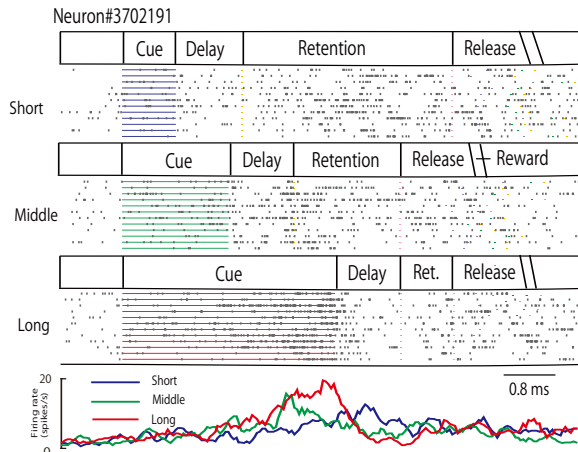 Neuron#3702191
Cue Delay Retention Release
Short
Cue Delay Retention Release Reward
Middle
Cue Delay Ret. Release
Long
0.8 ms
20
Short
Middle
Long
Firing rate
(spikes/s)
0